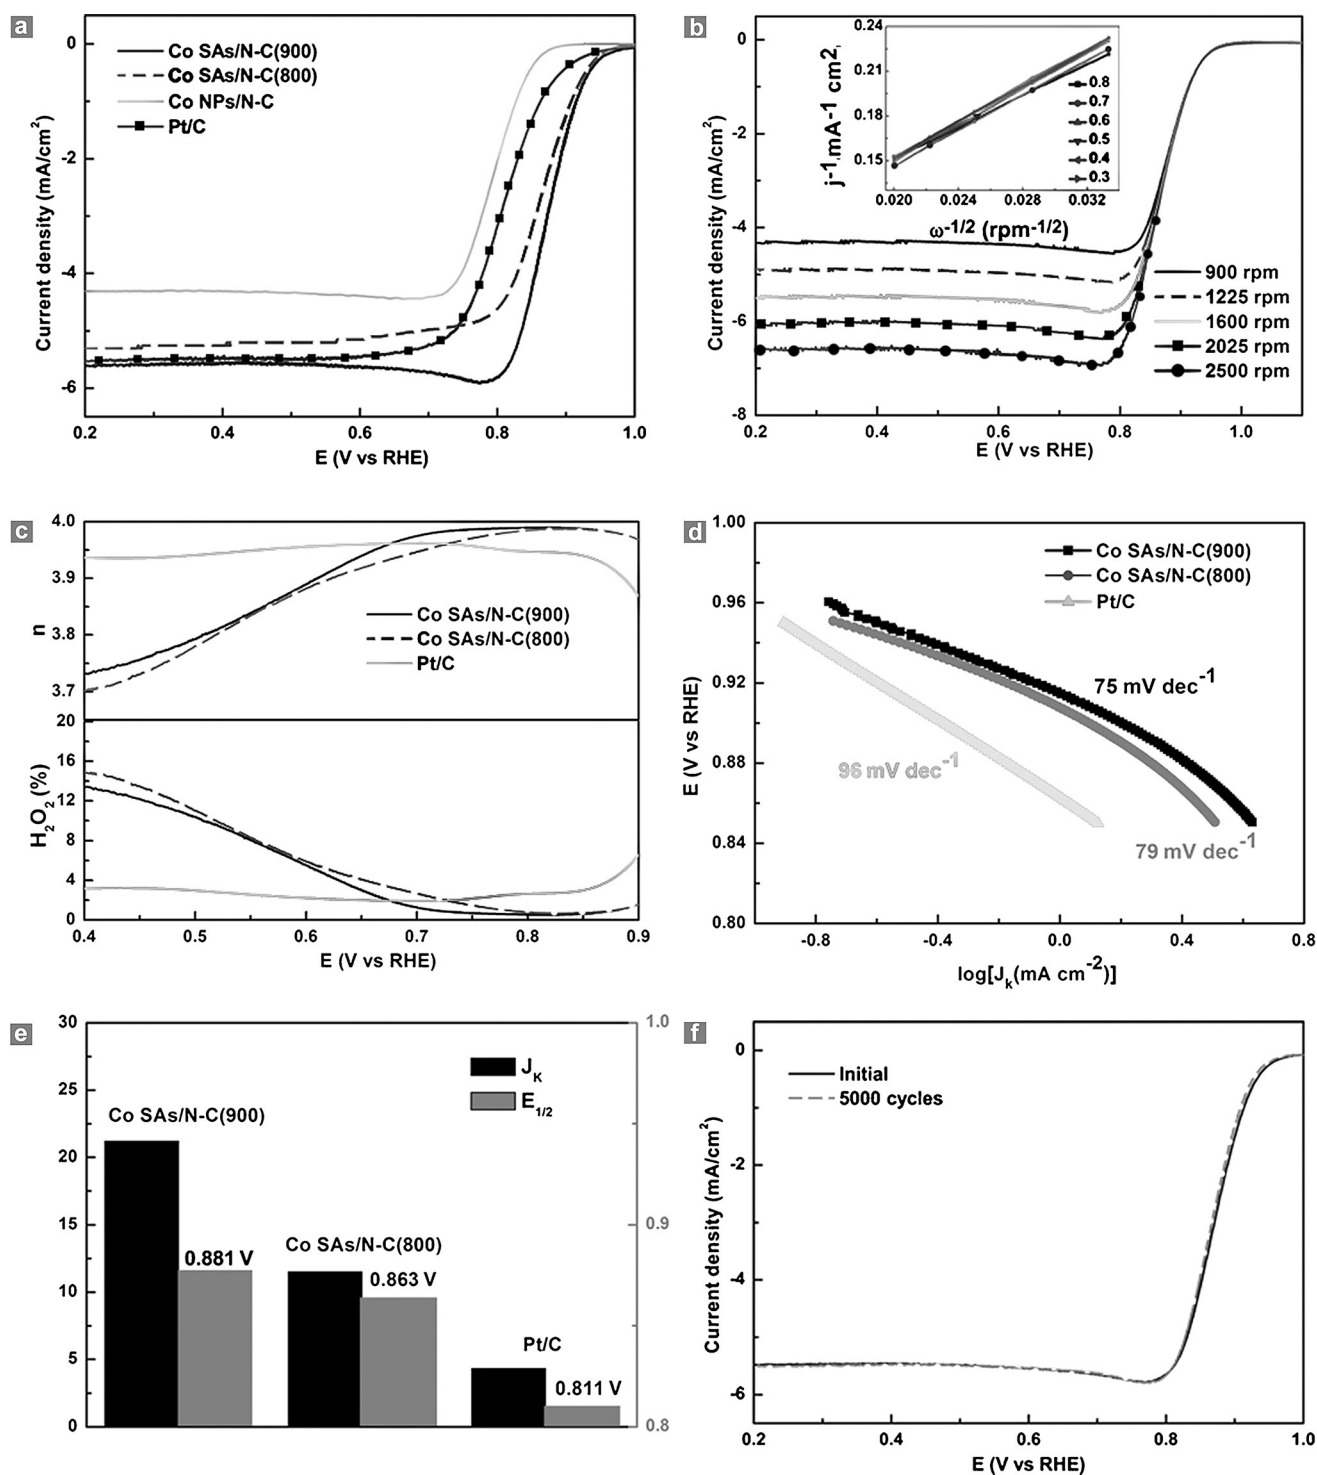 a
0
-2
-4
-6
Current density (mA/cm²)
Co SAs/N-C(900)
Co SAs/N-C(800)
Co NPs/N-C
Pt/C
0.2 0.4 0.6 0.8 1.0
E (V vs RHE)
b
0
-2
-4
-6
-8
Current density (mA/cm²)
0.24
0.21
0.18
0.15
j⁻¹,mA⁻¹ cm2,
0.8
0.7
0.6
0.5
0.4
0.3
0.020 0.024 0.028 0.032
ω⁻¹/² (rpm⁻¹/²)
900 rpm
1225 rpm
1600 rpm
2025 rpm
2500 rpm
0.2 0.4 0.6 0.8 1.0
E (V vs RHE)
c
4.0
3.9
3.8
3.7
n
Co SAs/N-C(900)
Co SAs/N-C(800)
Pt/C
20
16
12
8
4
0
H₂O₂ (%)
0.4 0.5 0.6 0.7 0.8 0.9
E (V vs RHE)
d
1.00
0.96
0.92
0.88
0.84
0.80
E (V vs RHE)
Co SAs/N-C(900)
Co SAs/N-C(800)
Pt/C
75 mV dec⁻¹
96 mV dec⁻¹
79 mV dec⁻¹
-0.8 -0.4 0.0 0.4 0.8
log[Jₖ(mA cm⁻²)]
e
30
25
20
15
10
5
0
1.0
0.9
0.8
J_K
E₁/₂
Co SAs/N-C(900)
0.881 V
Co SAs/N-C(800)
0.863 V
Pt/C
0.811 V
f
0
-2
-4
-6
Current density (mA/cm²)
Initial
5000 cycles
0.2 0.4 0.6 0.8 1.0
E (V vs RHE)